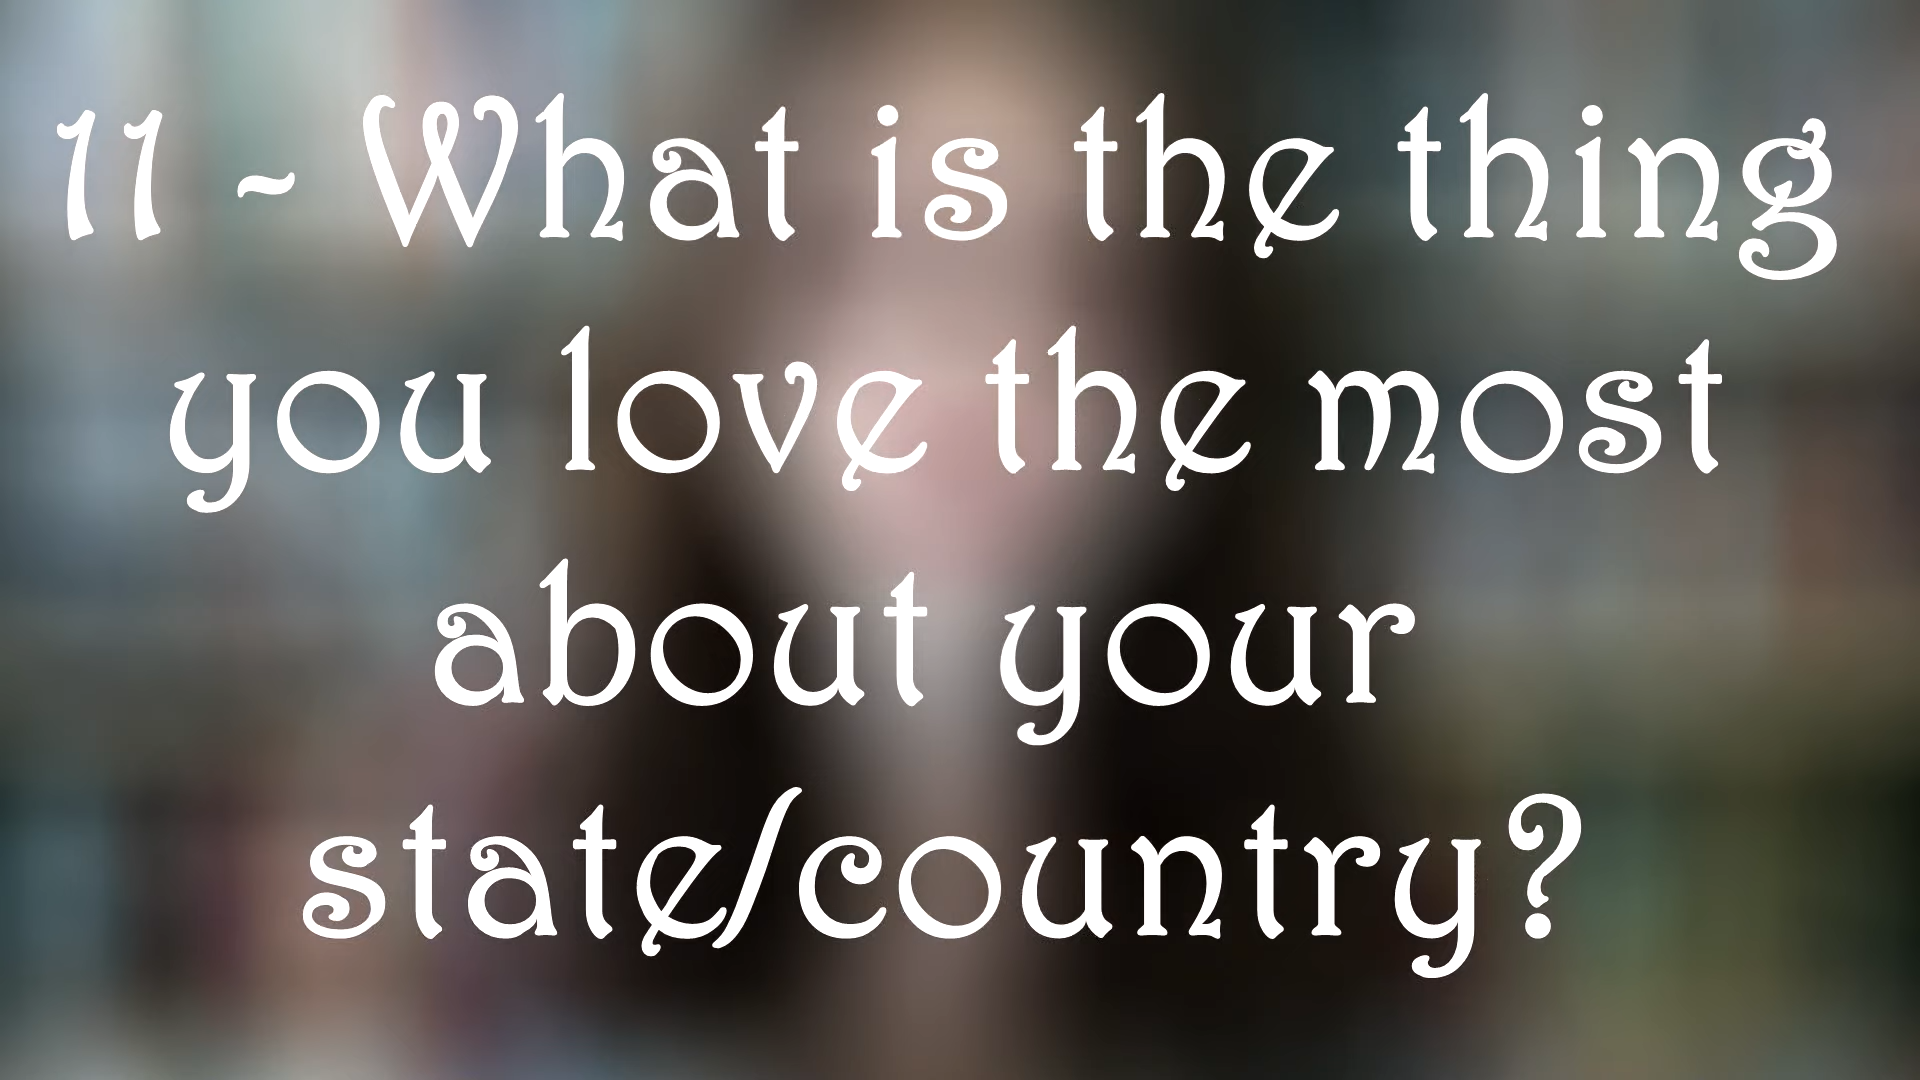 11 ~ What is the thing
you love the most
about your
state/country?